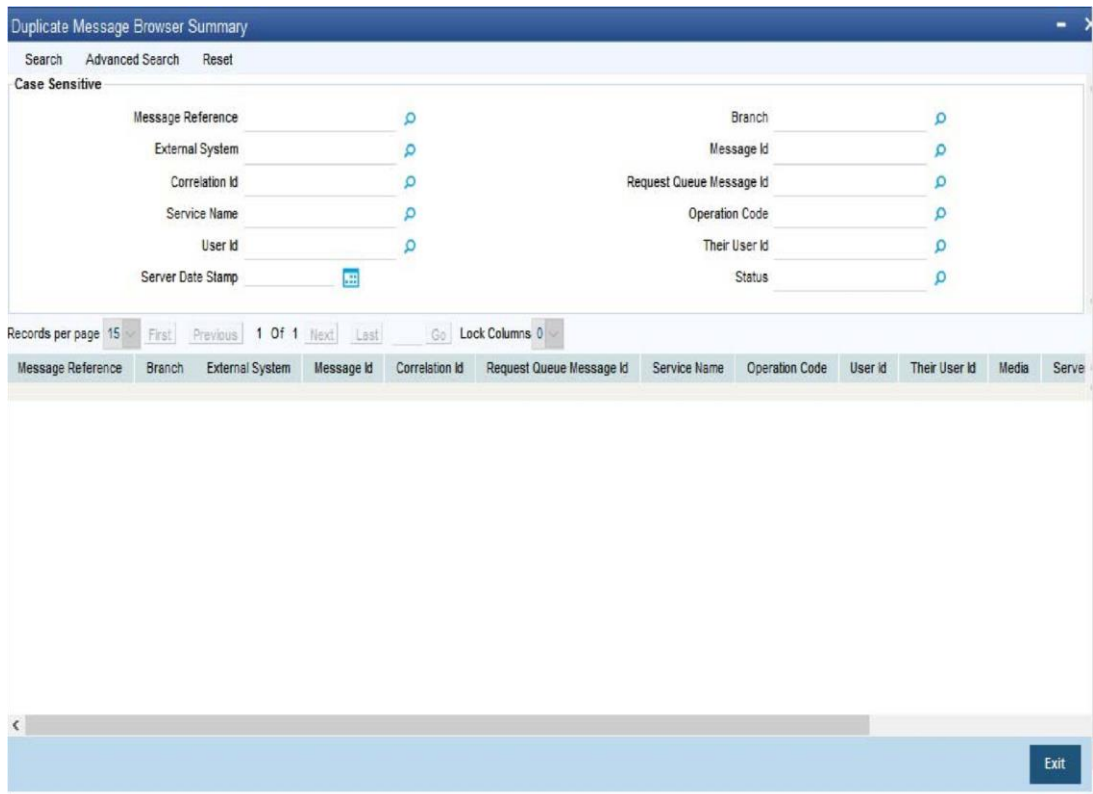 Duplicate Message Browser Summary
Search Advanced Search Reset
Case Sensitive
Message Reference Branch
External System Message Id
Correlation Id Request Queue Message Id
Service Name Operation Code
User Id Their User Id
Server Date Stamp Status
Records per page 15 First Previous 1 Of 1 Next Last Go Lock Columns 0
Message Reference Branch External System Message Id Correlation Id Request Queue Message Id Service Name Operation Code User Id Their User Id Media Serve
Exit